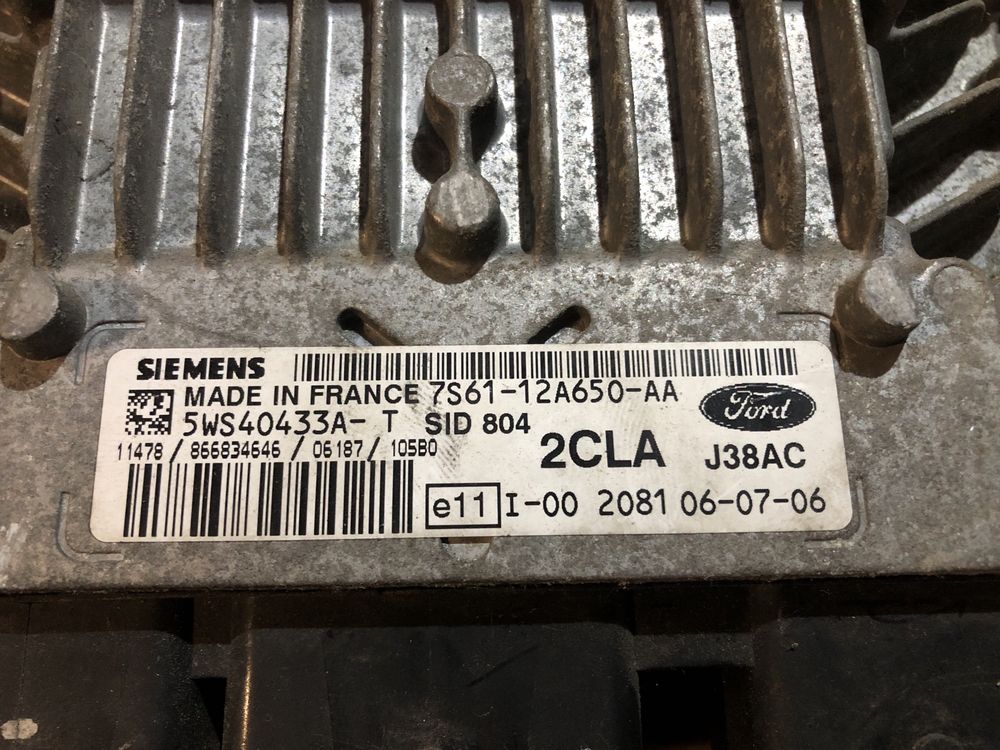 SIEMENS
MADE IN FRANCE 7S61-12A650-AA
5WS40433A- T SID 804
Ford
11478 / 866834646 / 06187 / 105B0
2CLA J38AC
e11 I-00 2081 06-07-06